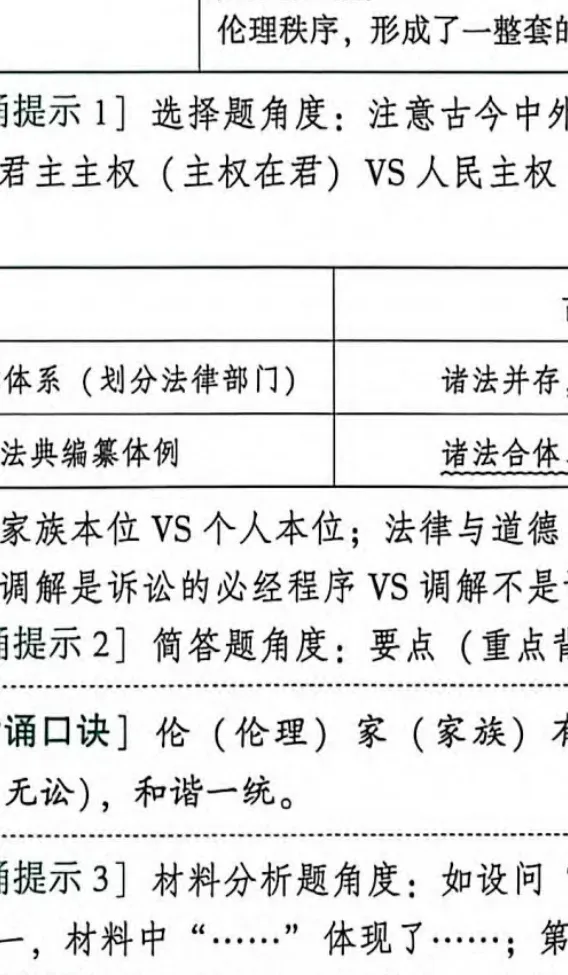 伦理秩序，形成了一整套的
提示 1］选择题角度：注意古今中外
君主主权（主权在君）VS 人民主权
体系（划分法律部门） 诸法并存，
法典编纂体例 诸法合体、
家族本位 VS 个人本位；法律与道德
调解是诉讼的必经程序 VS 调解不是
提示 2］简答题角度：要点（重点背
诵口诀］伦（伦理）家（家族）有
无讼），和谐一统。
提示 3］材料分析题角度：如设问“
一，材料中“……”体现了……；第